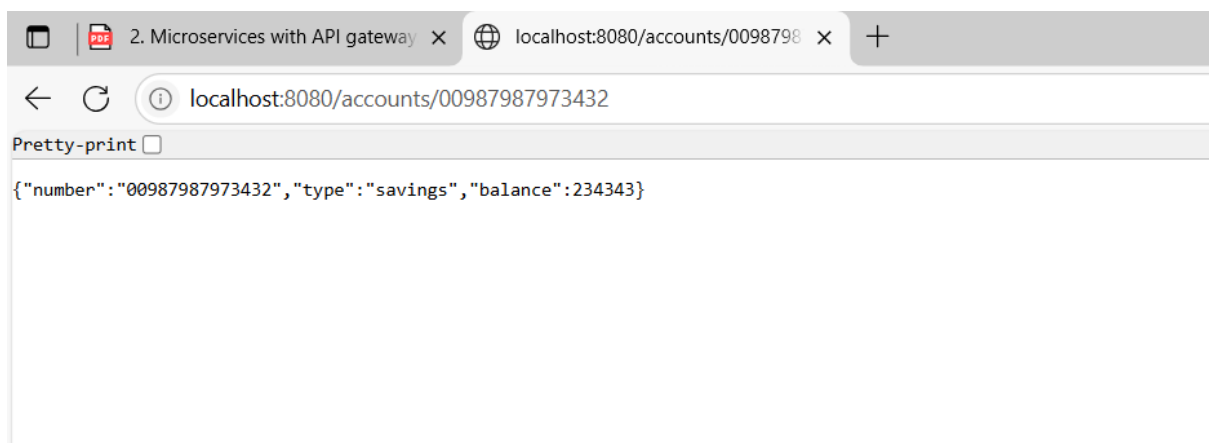 PDF 2. Microservices with API gateway localhost:8080/accounts/0098798
localhost:8080/accounts/00987987973432
Pretty-print
{"number":"00987987973432","type":"savings","balance":234343}